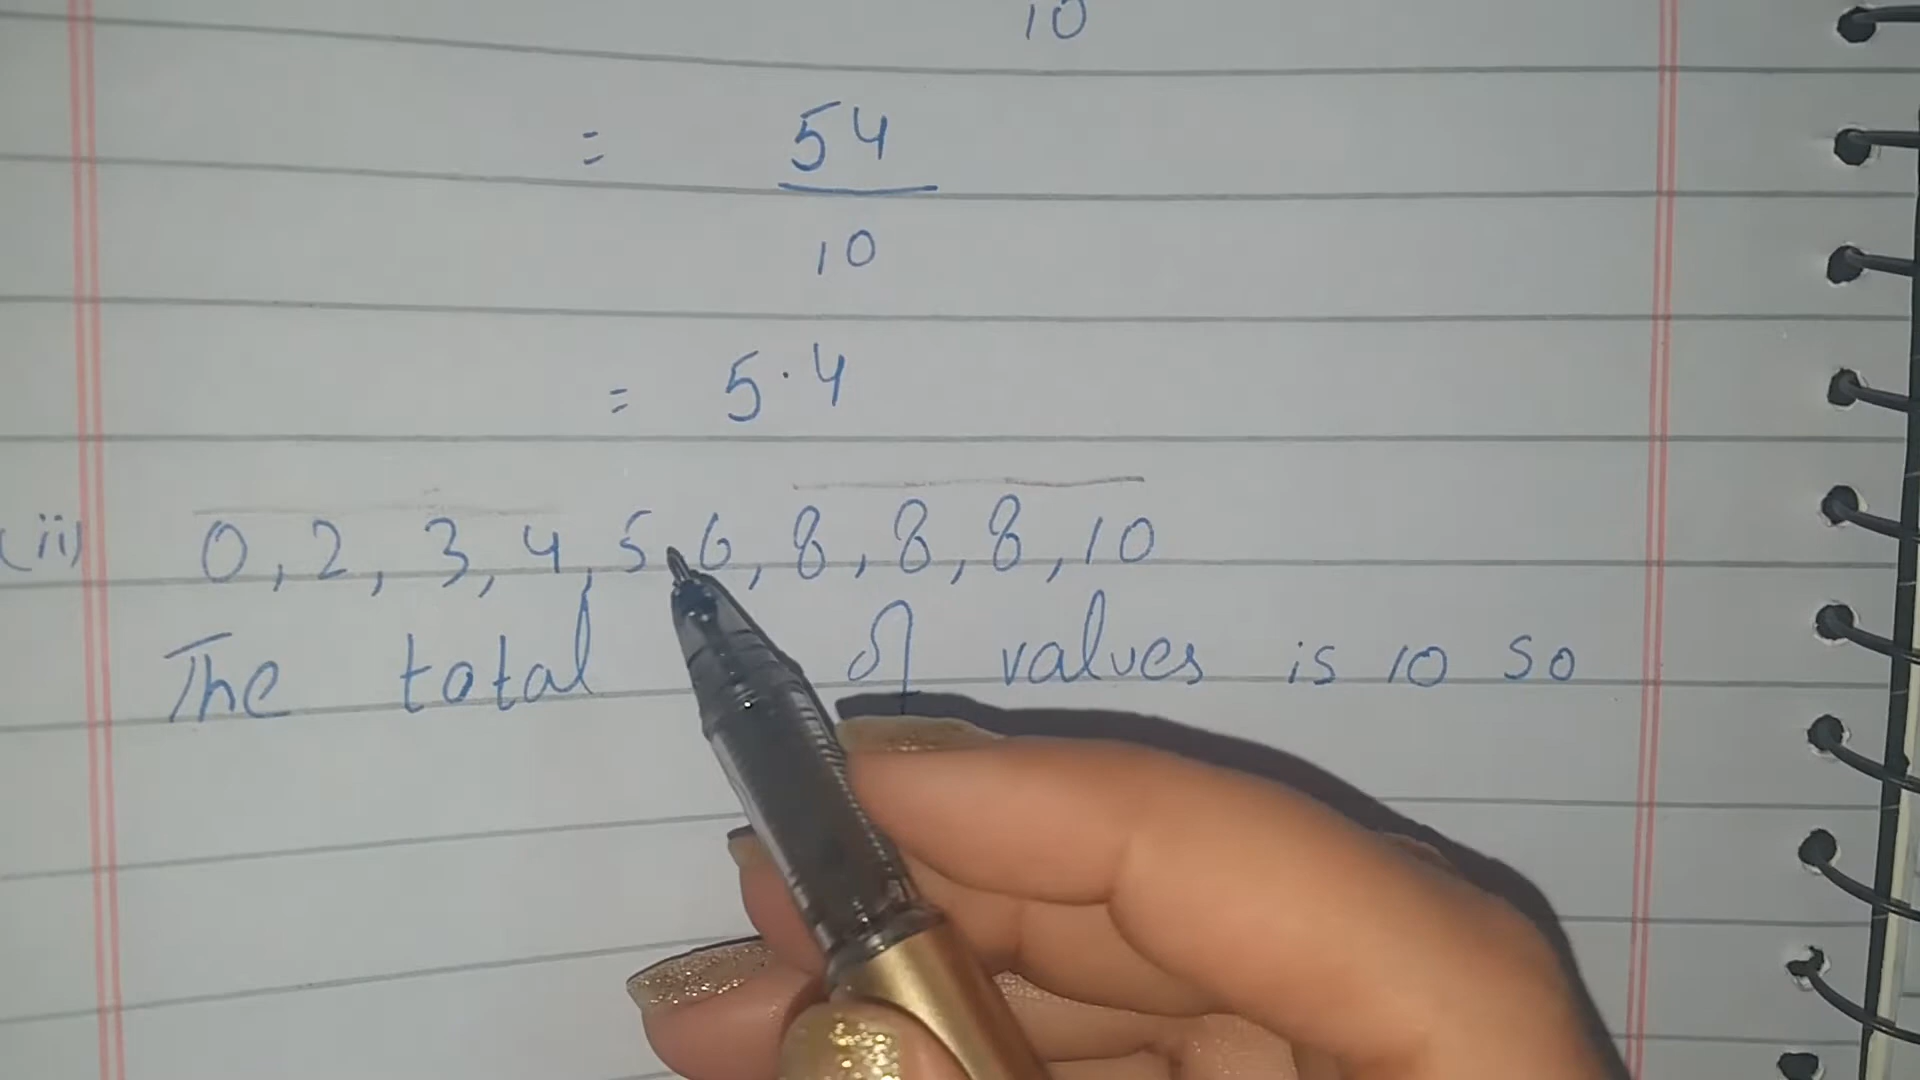 10
= 54
10
= 5.4
(ii) 0, 2, 3, 4, 5, 6, 8, 8, 8, 10
The total of values is 10 so